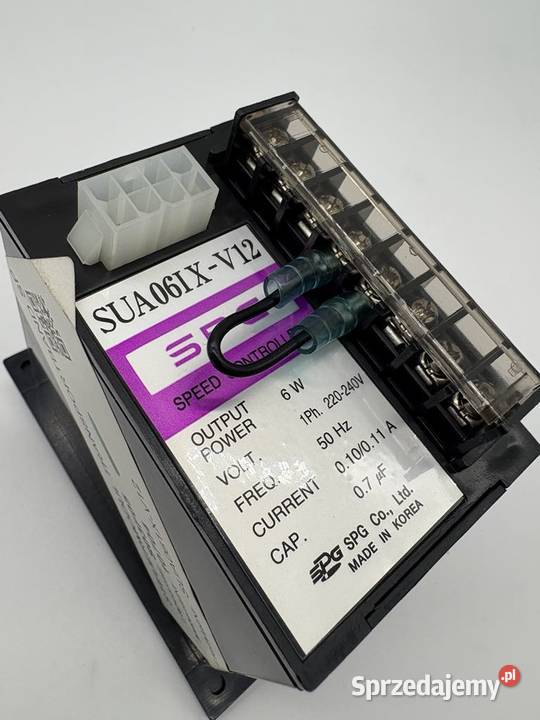 SUA06IX-V12
SPG
SPEED CONTROLLE
OUTPUT POWER 6 W
VOLT. 1Ph. 220-240V
FREQ. 50 Hz
CURRENT 0.10/0.11 A
CAP. 0.7 µF
SPG SPG Co., Ltd.
MADE IN KOREA
Sprzedajemy.pl